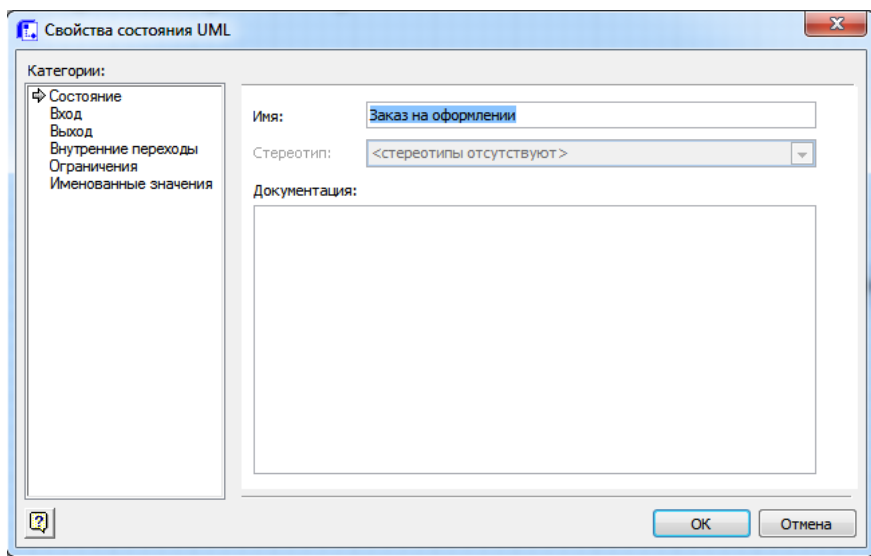 Свойства состояния UML
Категории:
Состояние
Вход
Выход
Внутренние переходы
Ограничения
Именованные значения
Имя: Заказ на оформлении
Стереотип: <стереотипы отсутствуют>
Документация:
ОК Отмена